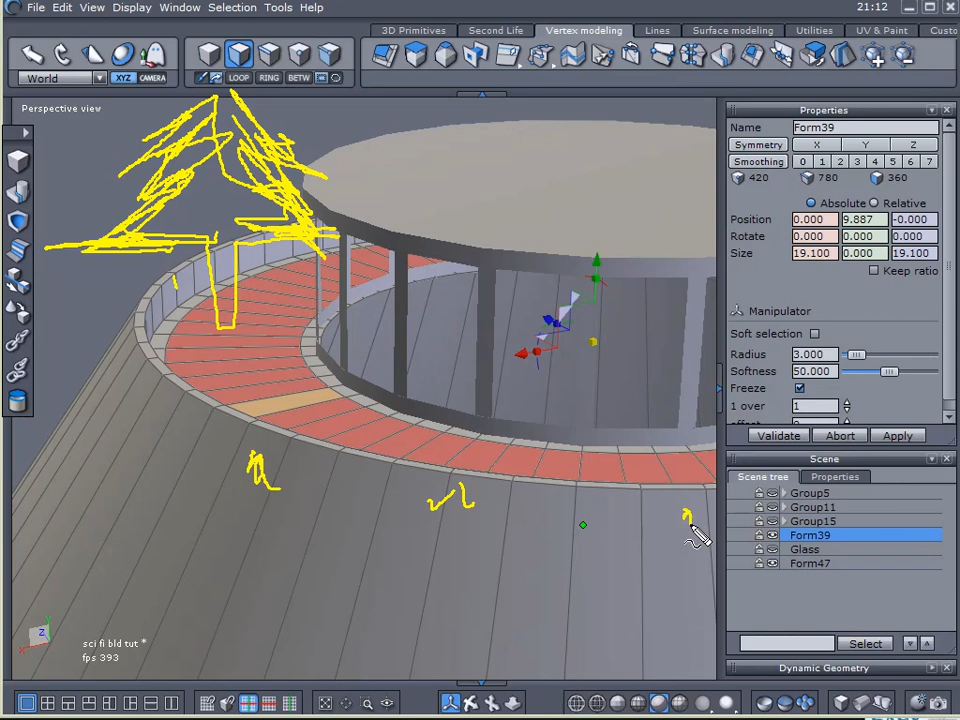 File Edit View Display Window Selection Tools Help 21:12
3D Primitives Second Life Vertex modeling Lines Surface modeling Utilities UV & Paint Custo
World XYZ CAMERA LOOP RING BETW
Perspective view
Properties
Name Form39
Symmetry X Y Z
Smoothing 0 1 2 3 4 5 6 7
420 780 360
Absolute Relative
Position 0.000 9.887 -0.000
Rotate 0.000 0.000 0.000
Size 19.100 0.000 19.100
Keep ratio
Manipulator
Soft selection
Radius 3.000
Softness 50.000
Freeze
1 over 1
Validate Abort Apply
Scene
Scene tree Properties
Group5
Group11
Group15
Form39
Glass
Form47
Select
Dynamic Geometry
Z
X
sci fi bld tut *
fps 393